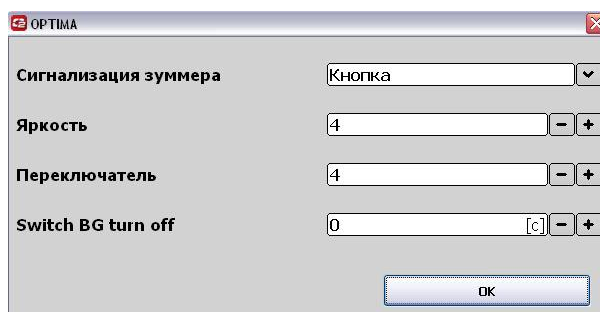 OPTIMA
Сигнализация зуммера Кнопка
Яркость 4 - +
Переключатель 4 - +
Switch BG turn off 0 [c] - +
OK